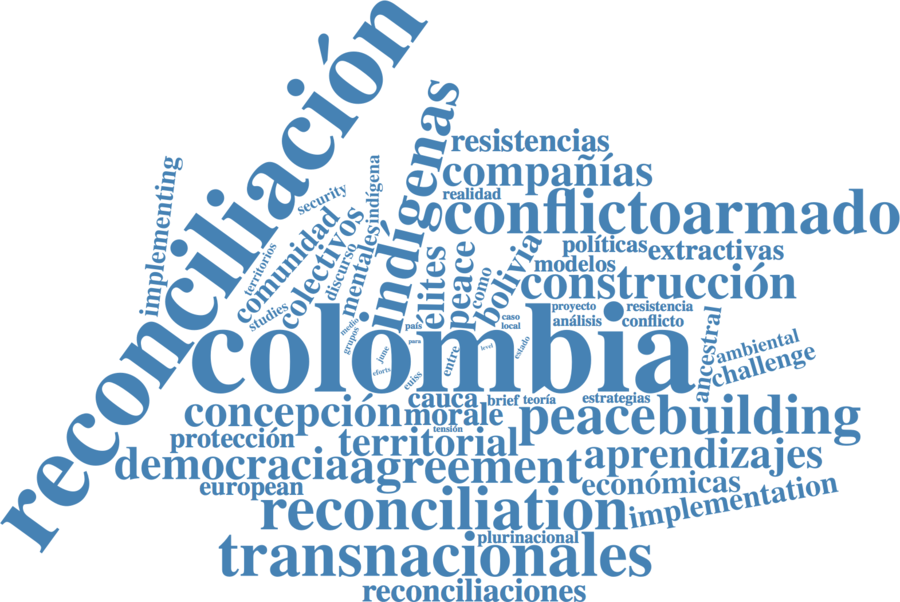 reconciliación
resistencias
compañías
realidad
conflictoarmado
indígenas
implementing
security
indígena
comunidad
colectivos
discurso
mentales
territorios
studies
élites
peace
como
bolivia
políticas
extractivas
modelos
construcción
proyecto
resistencia
caso
local
análisis
conflicto
medio
grupos
país
para
june
eforts
euiss
entre
level
estado
colombia
ancestral
ambiental
challenge
cauca
brief
teoría
estrategias
concepción
morale
peacebuilding
tensión
protección
territorial
democracia
agreement
aprendizajes
european
económicas
reconciliation
implementation
plurinacional
transnacionales
reconciliaciones